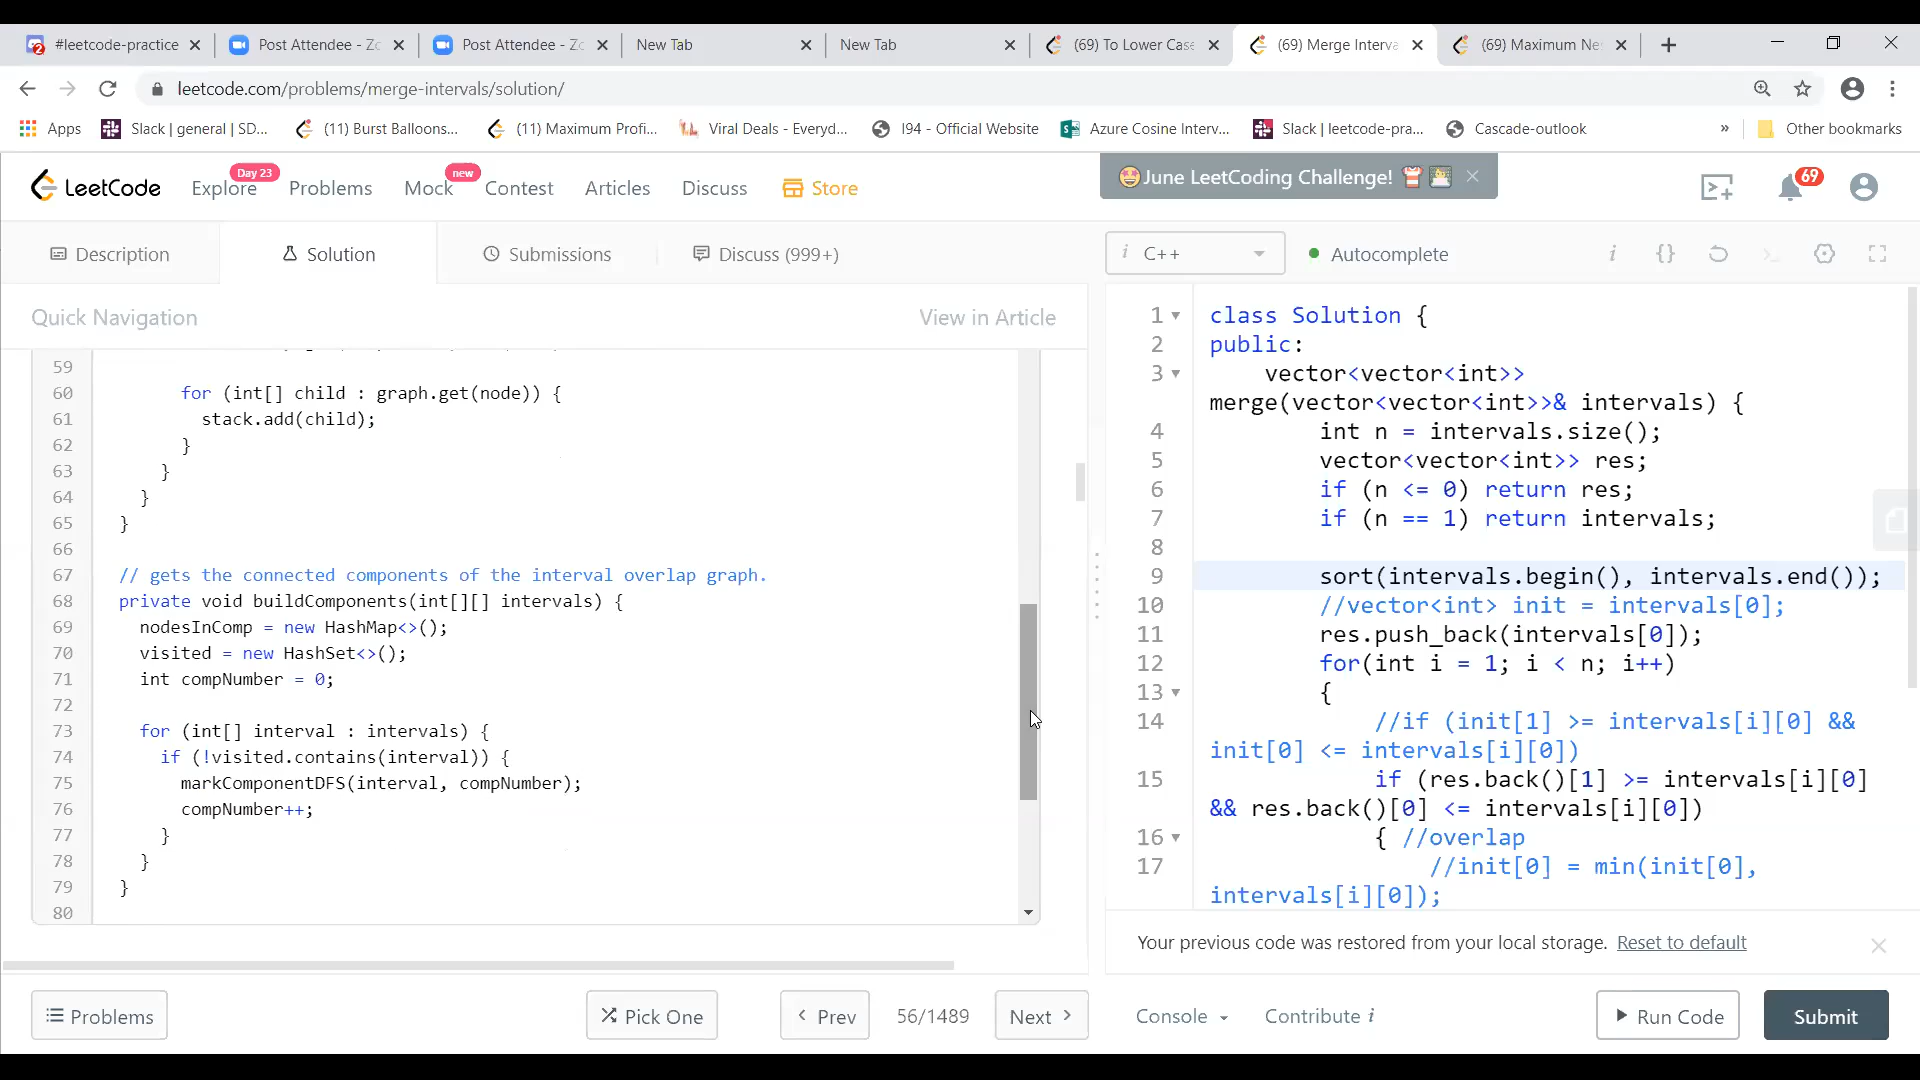 #leetcode-practice
Post Attendee - Zo
Post Attendee - Zo
New Tab
New Tab
(69) To Lower Case
(69) Merge Interva
(69) Maximum Ne
leetcode.com/problems/merge-intervals/solution/
Apps
Slack | general | SD...
(11) Burst Balloons...
(11) Maximum Profi...
Viral Deals - Everyd...
I94 - Official Website
Azure Cosine Interv...
Slack | leetcode-pra...
Cascade-outlook
»
Other bookmarks
LeetCode
Explore
Day 23
Problems
Mock
new
Contest
Articles
Discuss
Store
June LeetCoding Challenge!
69
Description
Solution
Submissions
Discuss (999+)
i C++
Autocomplete
i {}
Quick Navigation
View in Article
59
60 for (int[] child : graph.get(node)) {
61 stack.add(child);
62 }
63 }
64 }
65 }
66
67 // gets the connected components of the interval overlap graph.
68 private void buildComponents(int[][] intervals) {
69 nodesInComp = new HashMap<>();
70 visited = new HashSet<>();
71 int compNumber = 0;
72
73 for (int[] interval : intervals) {
74 if (!visited.contains(interval)) {
75 markComponentDFS(interval, compNumber);
76 compNumber++;
77 }
78 }
79 }
80
1 class Solution {
2 public:
3 vector<vector<int>>
merge(vector<vector<int>>& intervals) {
4 int n = intervals.size();
5 vector<vector<int>> res;
6 if (n <= 0) return res;
7 if (n == 1) return intervals;
8
9 sort(intervals.begin(), intervals.end());
10 //vector<int> init = intervals[0];
11 res.push_back(intervals[0]);
12 for(int i = 1; i < n; i++)
13 {
14 //if (init[1] >= intervals[i][0] &&
init[0] <= intervals[i][0])
15 if (res.back()[1] >= intervals[i][0]
&& res.back()[0] <= intervals[i][0])
16 { //overlap
17 //init[0] = min(init[0],
intervals[i][0]);
Your previous code was restored from your local storage. Reset to default
Problems
Pick One
Prev
56/1489
Next
Console
Contribute i
Run Code
Submit